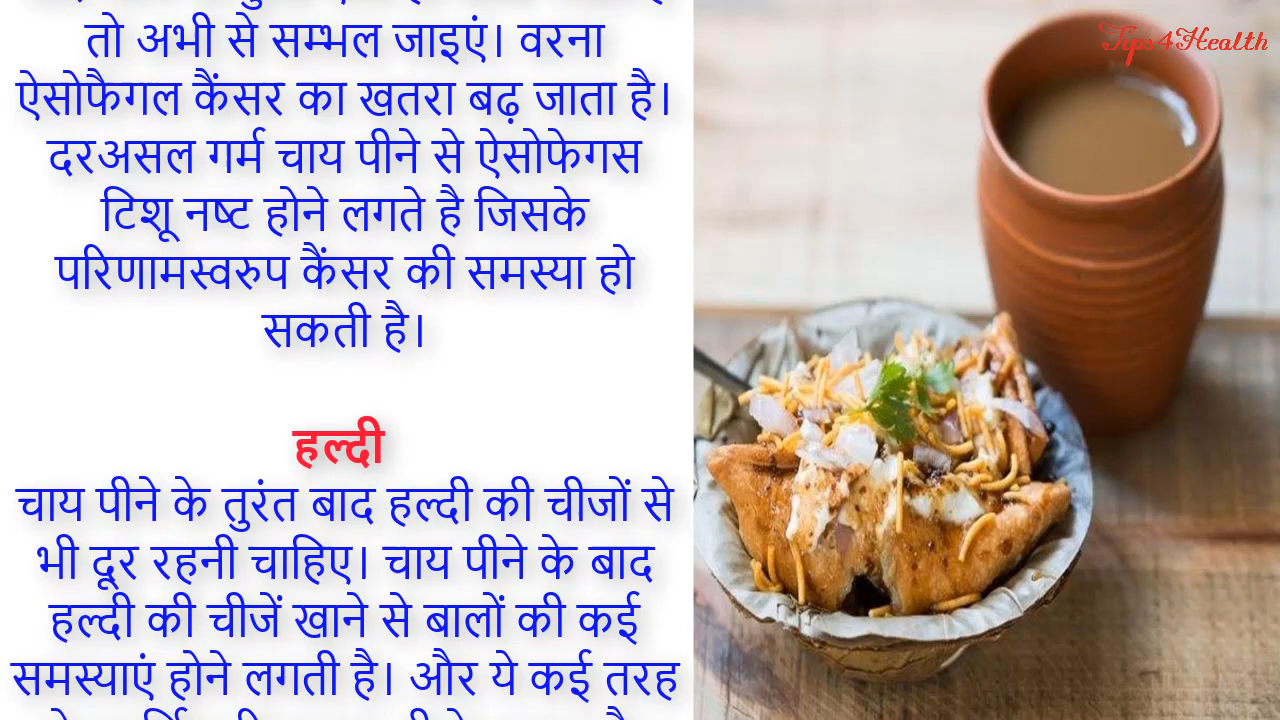 तो अभी से सम्भल जाइएं। वरना
ऐसोफैगल कैंसर का खतरा बढ़ जाता है।
दरअसल गर्म चाय पीने से ऐसोफेगस
टिशू नष्ट होने लगते है जिसके
परिणामस्वरुप कैंसर की समस्या हो
सकती है।
हल्दी
चाय पीने के तुरंत बाद हल्दी की चीजों से
भी दूर रहनी चाहिए। चाय पीने के बाद
हल्दी की चीजें खाने से बालों की कई
समस्याएं होने लगती है। और ये कई तरह
Tips4Health